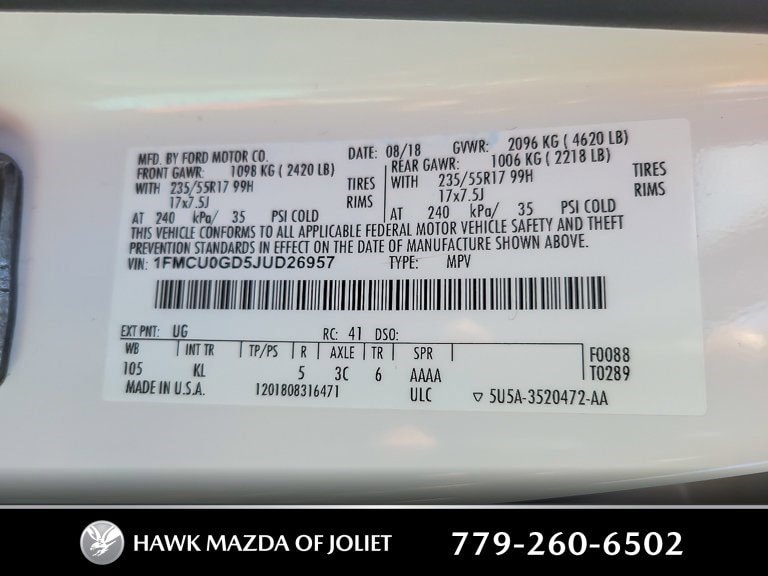 MFD. BY FORD MOTOR CO. DATE: 08/18 GVWR: 2096 KG ( 4620 LB)
FRONT GAWR: 1098 KG ( 2420 LB) REAR GAWR: 1006 KG ( 2218 LB)
WITH 235/55R17 99H TIRES WITH 235/55R17 99H TIRES
17x7.5J RIMS 17x7.5J RIMS
AT 240 kPa/ 35 PSI COLD AT 240 kPa/ 35 PSI COLD
THIS VEHICLE CONFORMS TO ALL APPLICABLE FEDERAL MOTOR VEHICLE SAFETY AND THEFT
PREVENTION STANDARDS IN EFFECT ON THE DATE OF MANUFACTURE SHOWN ABOVE.
VIN: 1FMCU0GD5JUD26957 TYPE: MPV
EXT PNT: UG RC: 41 DSO:
WB INT TR TP/PS R AXLE TR SPR F0088
105 KL 5 3C 6 AAAA T0289
MADE IN U.S.A. 1201808316471 ULC ▽ 5U5A-3520472-AA
HAWK MAZDA OF JOLIET 779-260-6502